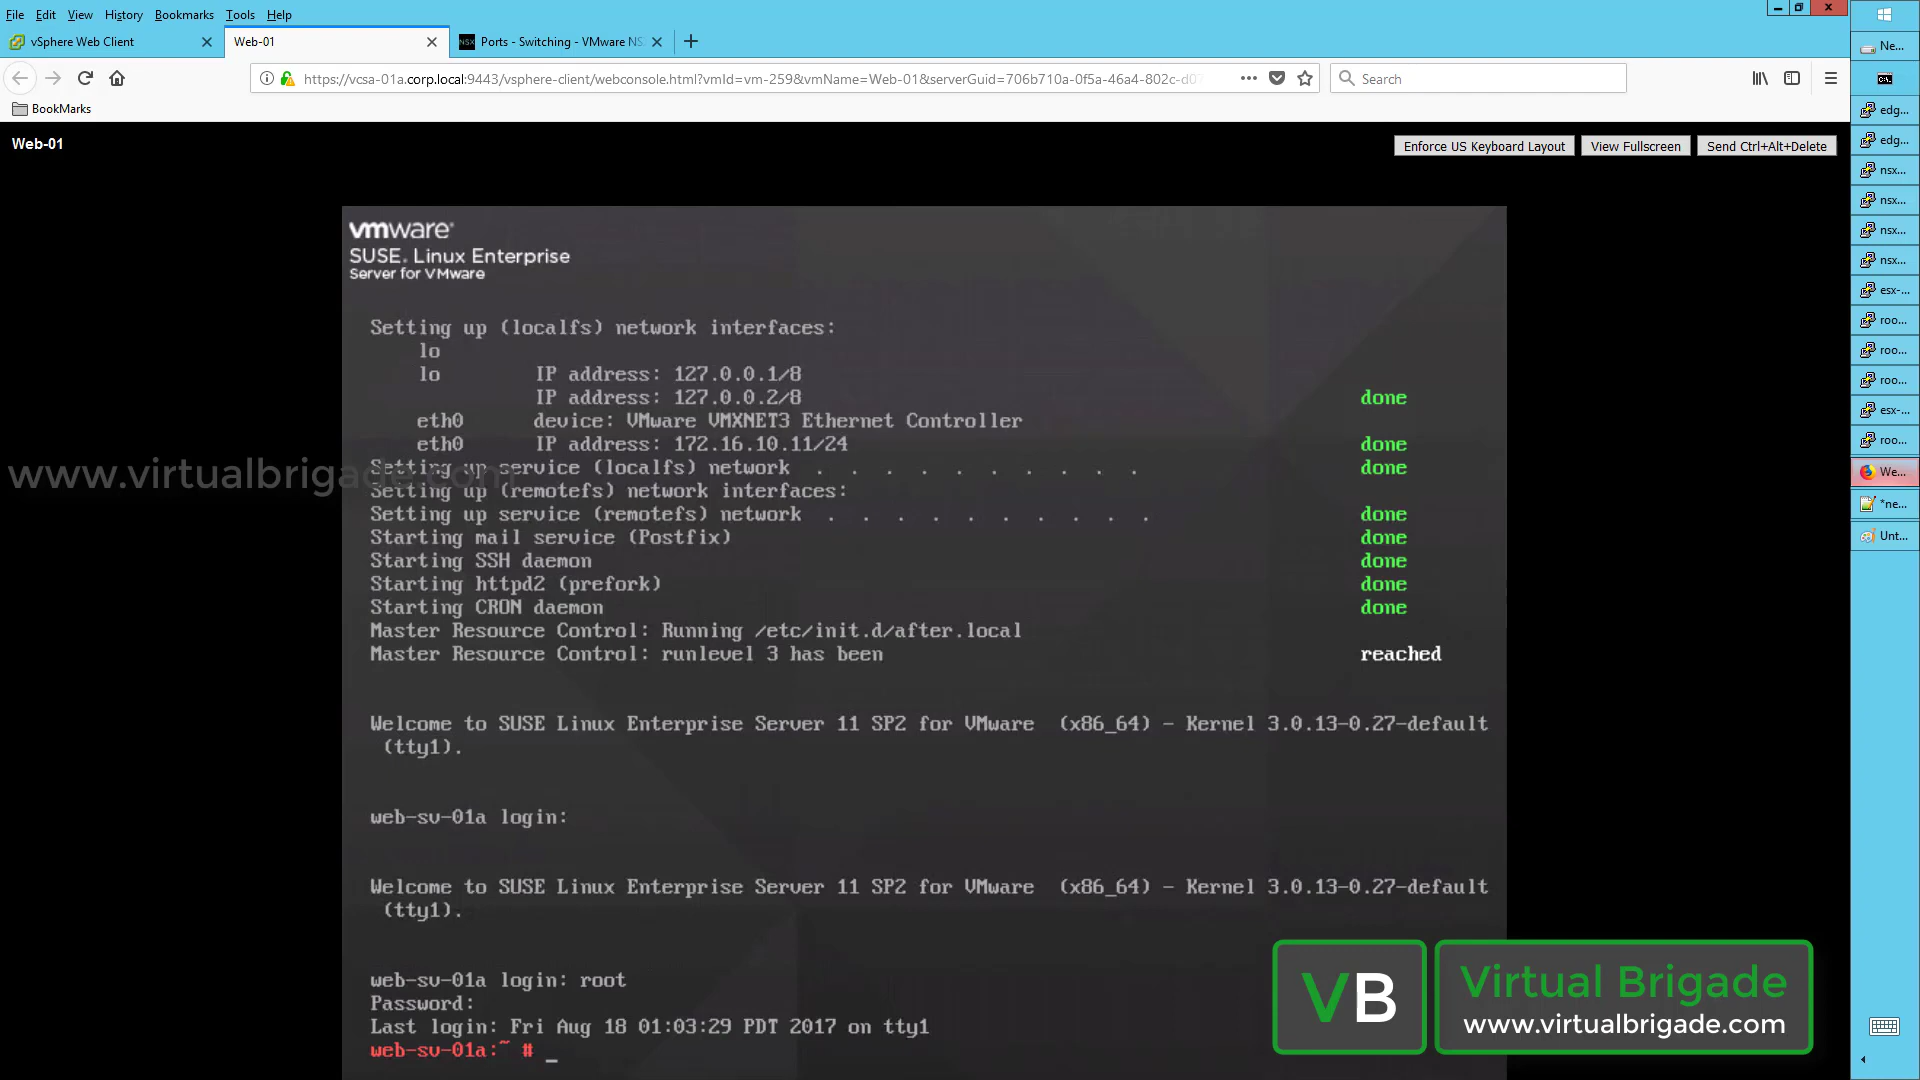 File Edit View History Bookmarks Tools Help
vSphere Web Client
Web-01
NSX Ports - Switching - VMware NS
https://vcsa-01a.corp.local:9443/vsphere-client/webconsole.html?vmId=vm-259&vmName=Web-01&serverGuid=706b710a-0f5a-46a4-802c-d07
Search
BookMarks
Web-01
Enforce US Keyboard Layout
View Fullscreen
Send Ctrl+Alt+Delete
vmware
SUSE. Linux Enterprise
Server for VMware
Setting up (localfs) network interfaces:
lo
lo IP address: 127.0.0.1/8
IP address: 127.0.0.2/8 done
eth0 device: VMware VMXNET3 Ethernet Controller
eth0 IP address: 172.16.10.11/24 done
Setting up service (localfs) network . . . . . . . . . . done
www.virtualbrigade.com
Setting up (remotefs) network interfaces:
Setting up service (remotefs) network . . . . . . . . . . done
Starting mail service (Postfix) done
Starting SSH daemon done
Starting httpd2 (prefork) done
Starting CRON daemon done
Master Resource Control: Running /etc/init.d/after.local
Master Resource Control: runlevel 3 has been reached
Welcome to SUSE Linux Enterprise Server 11 SP2 for VMware (x86_64) - Kernel 3.0.13-0.27-default
(tty1).
web-sv-01a login:
Welcome to SUSE Linux Enterprise Server 11 SP2 for VMware (x86_64) - Kernel 3.0.13-0.27-default
(tty1).
web-sv-01a login: root
Password:
Last login: Fri Aug 18 01:03:29 PDT 2017 on tty1
web-sv-01a:~ # _
VB
Virtual Brigade
www.virtualbrigade.com
Ne...
C:\.
edg...
edg...
nsx...
nsx...
nsx...
nsx...
esx-...
roo...
roo...
roo...
esx-...
roo...
We...
*ne...
Unt...